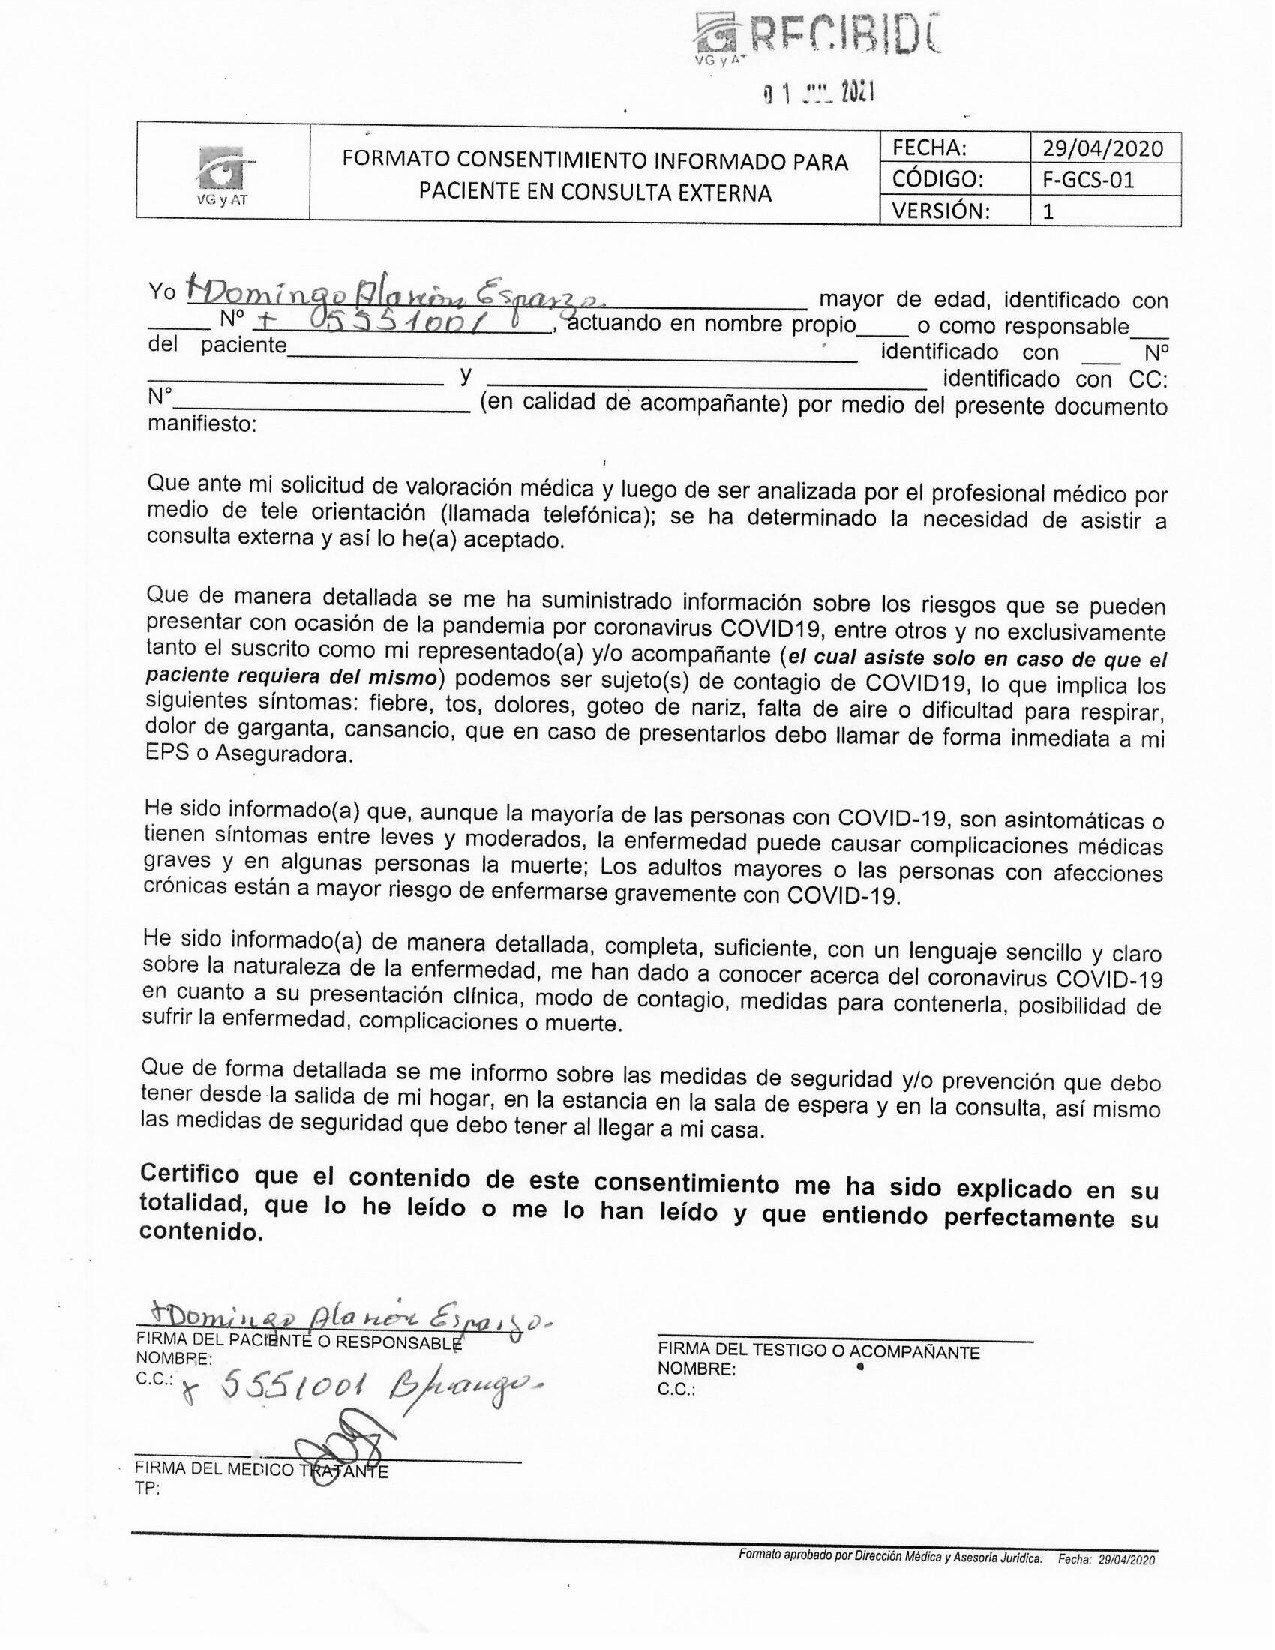 RECIBIDO
VG y AT
01 2021
VG y AT
FORMATO CONSENTIMIENTO INFORMADO PARA
PACIENTE EN CONSULTA EXTERNA
FECHA: 29/04/2020
CÓDIGO: F-GCS-01
VERSIÓN: 1
Yo Domingo Alarcón Esparza mayor de edad, identificado con
____ Nº 05551001, actuando en nombre propio____ o como responsable___
del paciente________ identificado con ___ Nº
________ y ________ identificado con CC:
N°________ (en calidad de acompañante) por medio del presente documento
manifiesto:
Que ante mi solicitud de valoración médica y luego de ser analizada por el profesional médico por
medio de tele orientación (llamada telefónica); se ha determinado la necesidad de asistir a
consulta externa y así lo he(a) aceptado.
Que de manera detallada se me ha suministrado información sobre los riesgos que se pueden
presentar con ocasión de la pandemia por coronavirus COVID19, entre otros y no exclusivamente
tanto el suscrito como mi representado(a) y/o acompañante (el cual asiste solo en caso de que el
paciente requiera del mismo) podemos ser sujeto(s) de contagio de COVID19, lo que implica los
siguientes síntomas: fiebre, tos, dolores, goteo de nariz, falta de aire o dificultad para respirar,
dolor de garganta, cansancio, que en caso de presentarlos debo llamar de forma inmediata a mi
EPS o Aseguradora.
He sido informado(a) que, aunque la mayoría de las personas con COVID-19, son asintomáticas o
tienen síntomas entre leves y moderados, la enfermedad puede causar complicaciones médicas
graves y en algunas personas la muerte; Los adultos mayores o las personas con afecciones
crónicas están a mayor riesgo de enfermarse gravemente con COVID-19.
He sido informado(a) de manera detallada, completa, suficiente, con un lenguaje sencillo y claro
sobre la naturaleza de la enfermedad, me han dado a conocer acerca del coronavirus COVID-19
en cuanto a su presentación clínica, modo de contagio, medidas para contenerla, posibilidad de
sufrir la enfermedad, complicaciones o muerte.
Que de forma detallada se me informo sobre las medidas de seguridad y/o prevención que debo
tener desde la salida de mi hogar, en la estancia en la sala de espera y en la consulta, así mismo
las medidas de seguridad que debo tener al llegar a mi casa.
Certifico que el contenido de este consentimiento me ha sido explicado en su
totalidad, que lo he leído o me lo han leído y que entiendo perfectamente su
contenido.
Domingo Alarcón Esparza
FIRMA DEL PACIENTE O RESPONSABLE
NOMBRE:
C.C.: x 5551001
FIRMA DEL TESTIGO O ACOMPAÑANTE
NOMBRE:
C.C.:
FIRMA DEL MEDICO TRATANTE
TP:
Formato aprobado por Dirección Médica y Asesoría Jurídica. Fecha: 29/04/2020